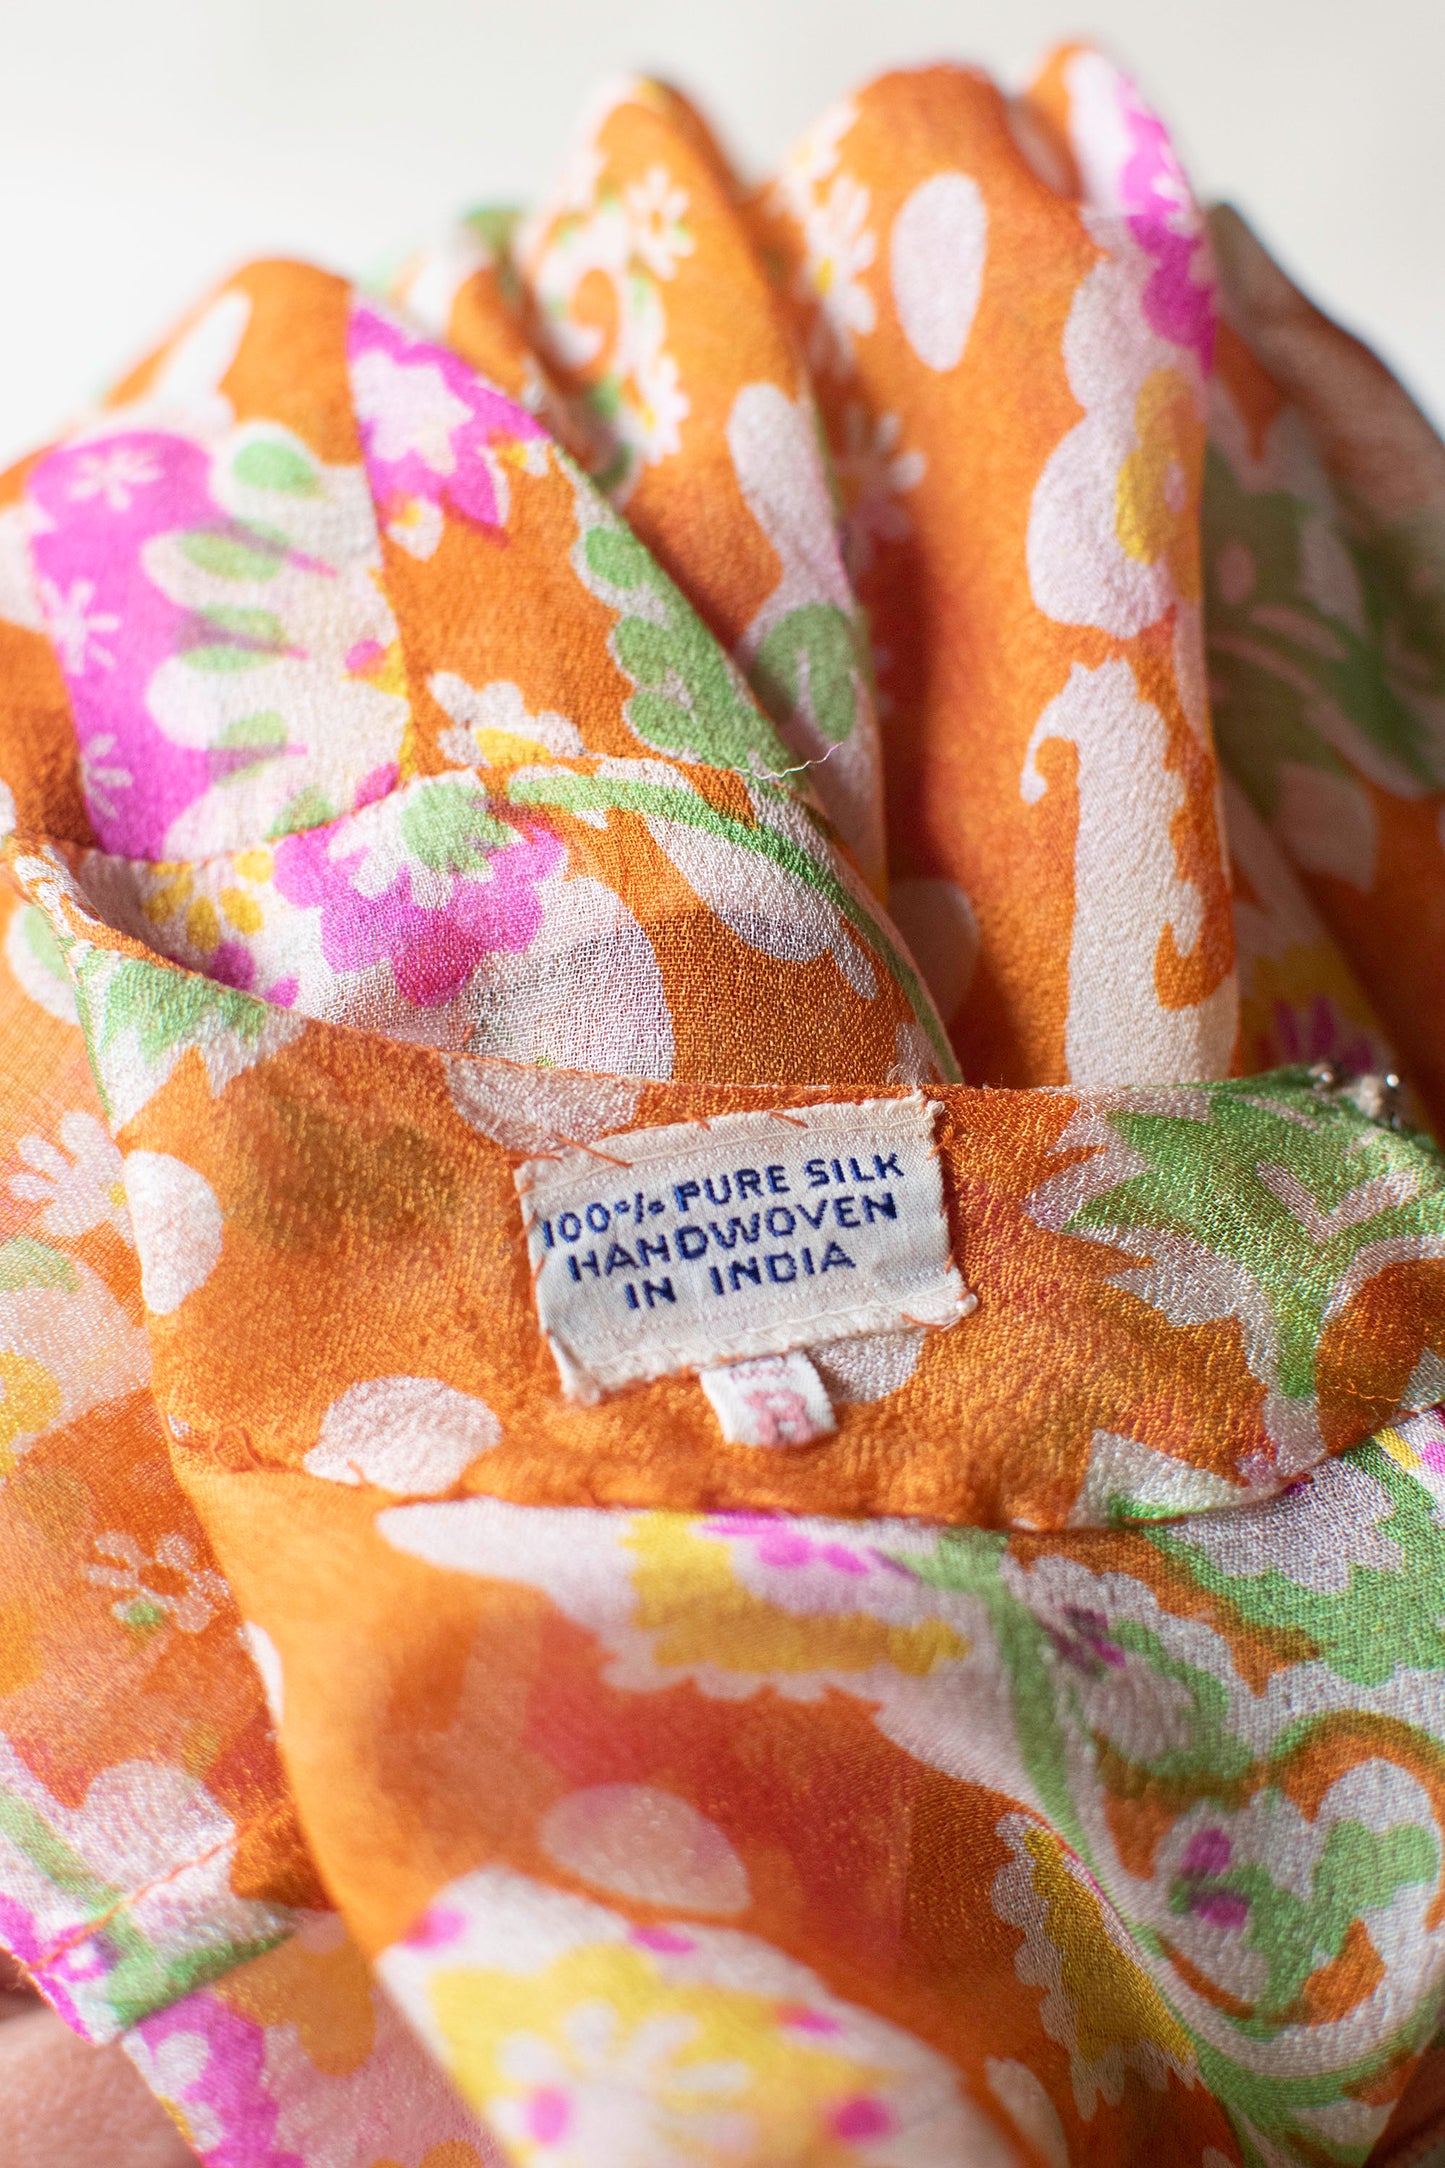 100% PURE SILK
HANDWOVEN
IN INDIA